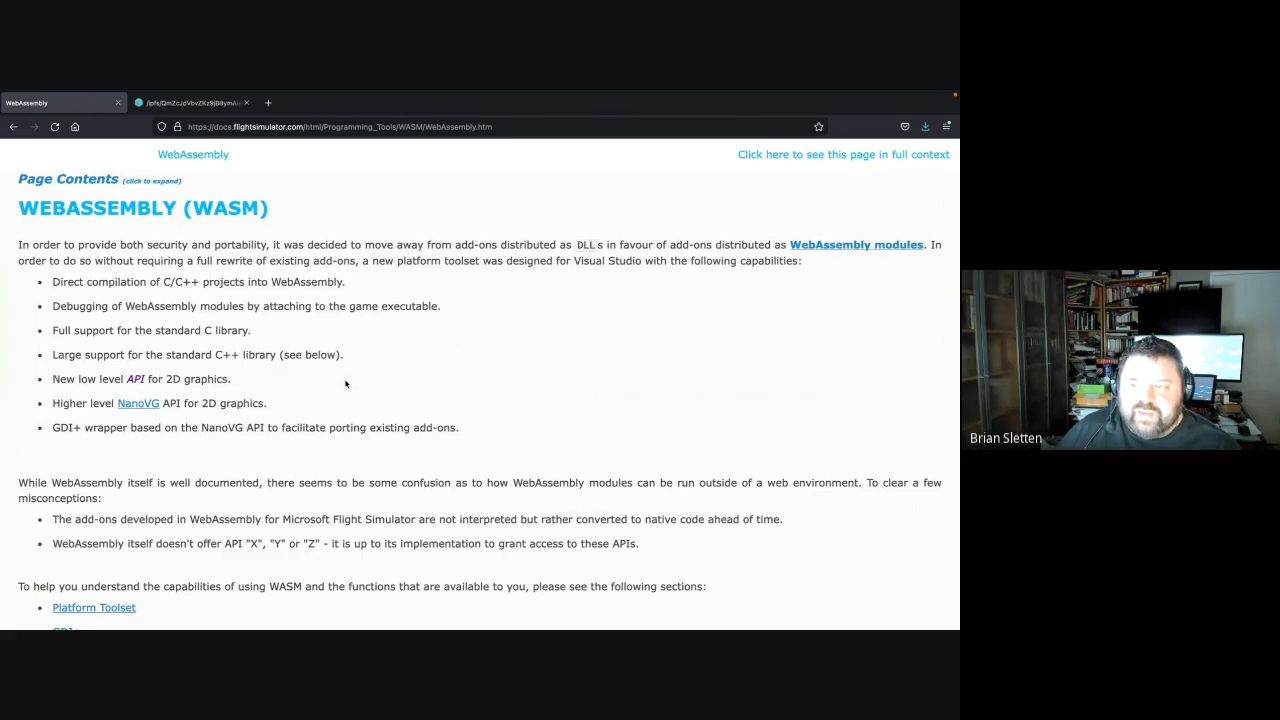 WebAssembly
/ipfs/QmZcJdVbvZKz9jB8ymAi
https://docs.flightsimulator.com/html/Programming_Tools/WASM/WebAssembly.htm
WebAssembly
Click here to see this page in full context
Page Contents (click to expand)
WEBASSEMBLY (WASM)
In order to provide both security and portability, it was decided to move away from add-ons distributed as DLLs in favour of add-ons distributed as WebAssembly modules. In
order to do so without requiring a full rewrite of existing add-ons, a new platform toolset was designed for Visual Studio with the following capabilities:
• Direct compilation of C/C++ projects into WebAssembly.
• Debugging of WebAssembly modules by attaching to the game executable.
• Full support for the standard C library.
• Large support for the standard C++ library (see below).
• New low level API for 2D graphics.
• Higher level NanoVG API for 2D graphics.
• GDI+ wrapper based on the NanoVG API to facilitate porting existing add-ons.
While WebAssembly itself is well documented, there seems to be some confusion as to how WebAssembly modules can be run outside of a web environment. To clear a few
misconceptions:
• The add-ons developed in WebAssembly for Microsoft Flight Simulator are not interpreted but rather converted to native code ahead of time.
• WebAssembly itself doesn't offer API "X", "Y" or "Z" - it is up to its implementation to grant access to these APIs.
To help you understand the capabilities of using WASM and the functions that are available to you, please see the following sections:
• Platform Toolset
Brian Sletten